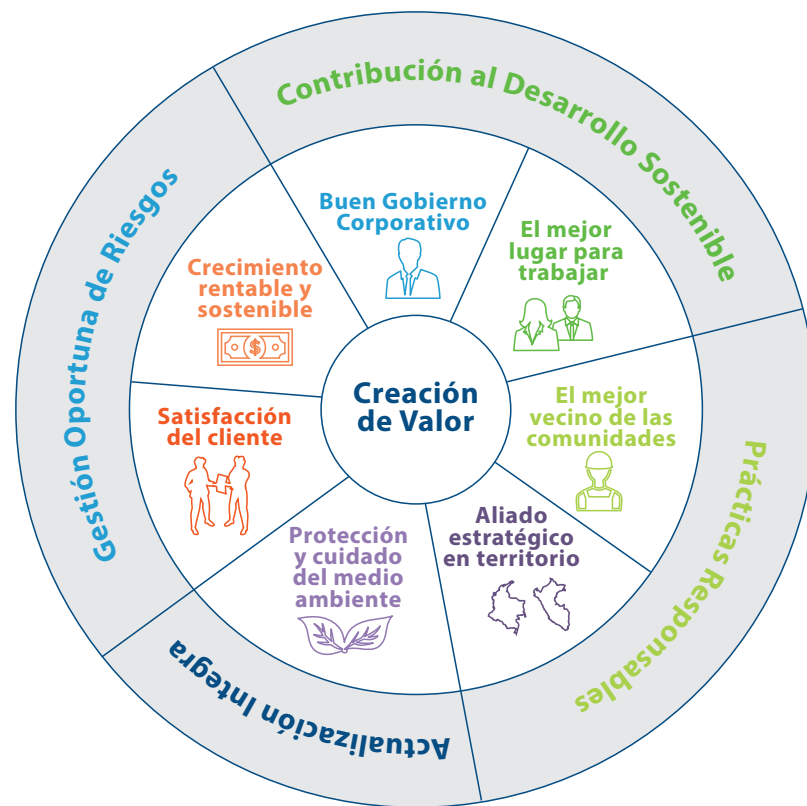 Contribución al Desarrollo Sostenible
Gestión Oportuna de Riesgos
Prácticas Responsables
Actualización Integra
Buen Gobierno
Corporativo
El mejor
lugar para
trabajar
El mejor
vecino de las
comunidades
Aliado
estratégico
en territorio
Protección
y cuidado
del medio
ambiente
Satisfacción
del cliente
Crecimiento
rentable y
sostenible
$
Creación
de Valor